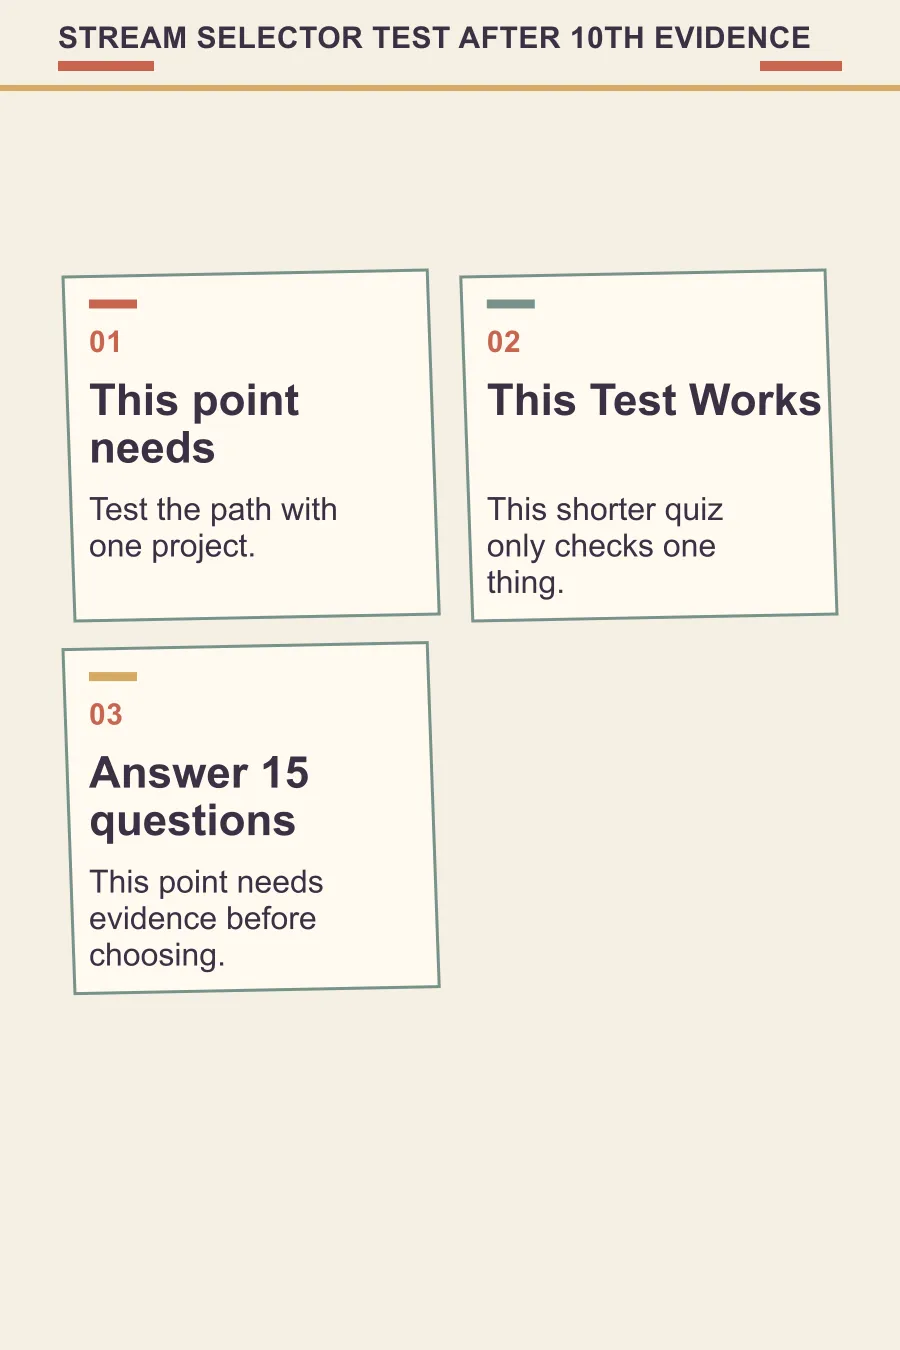 STREAM SELECTOR TEST AFTER 10TH EVIDENCE
01
This point
needs
Test the path with
one project.
02
This Test Works
This shorter quiz
only checks one
thing.
03
Answer 15
questions
This point needs
evidence before
choosing.